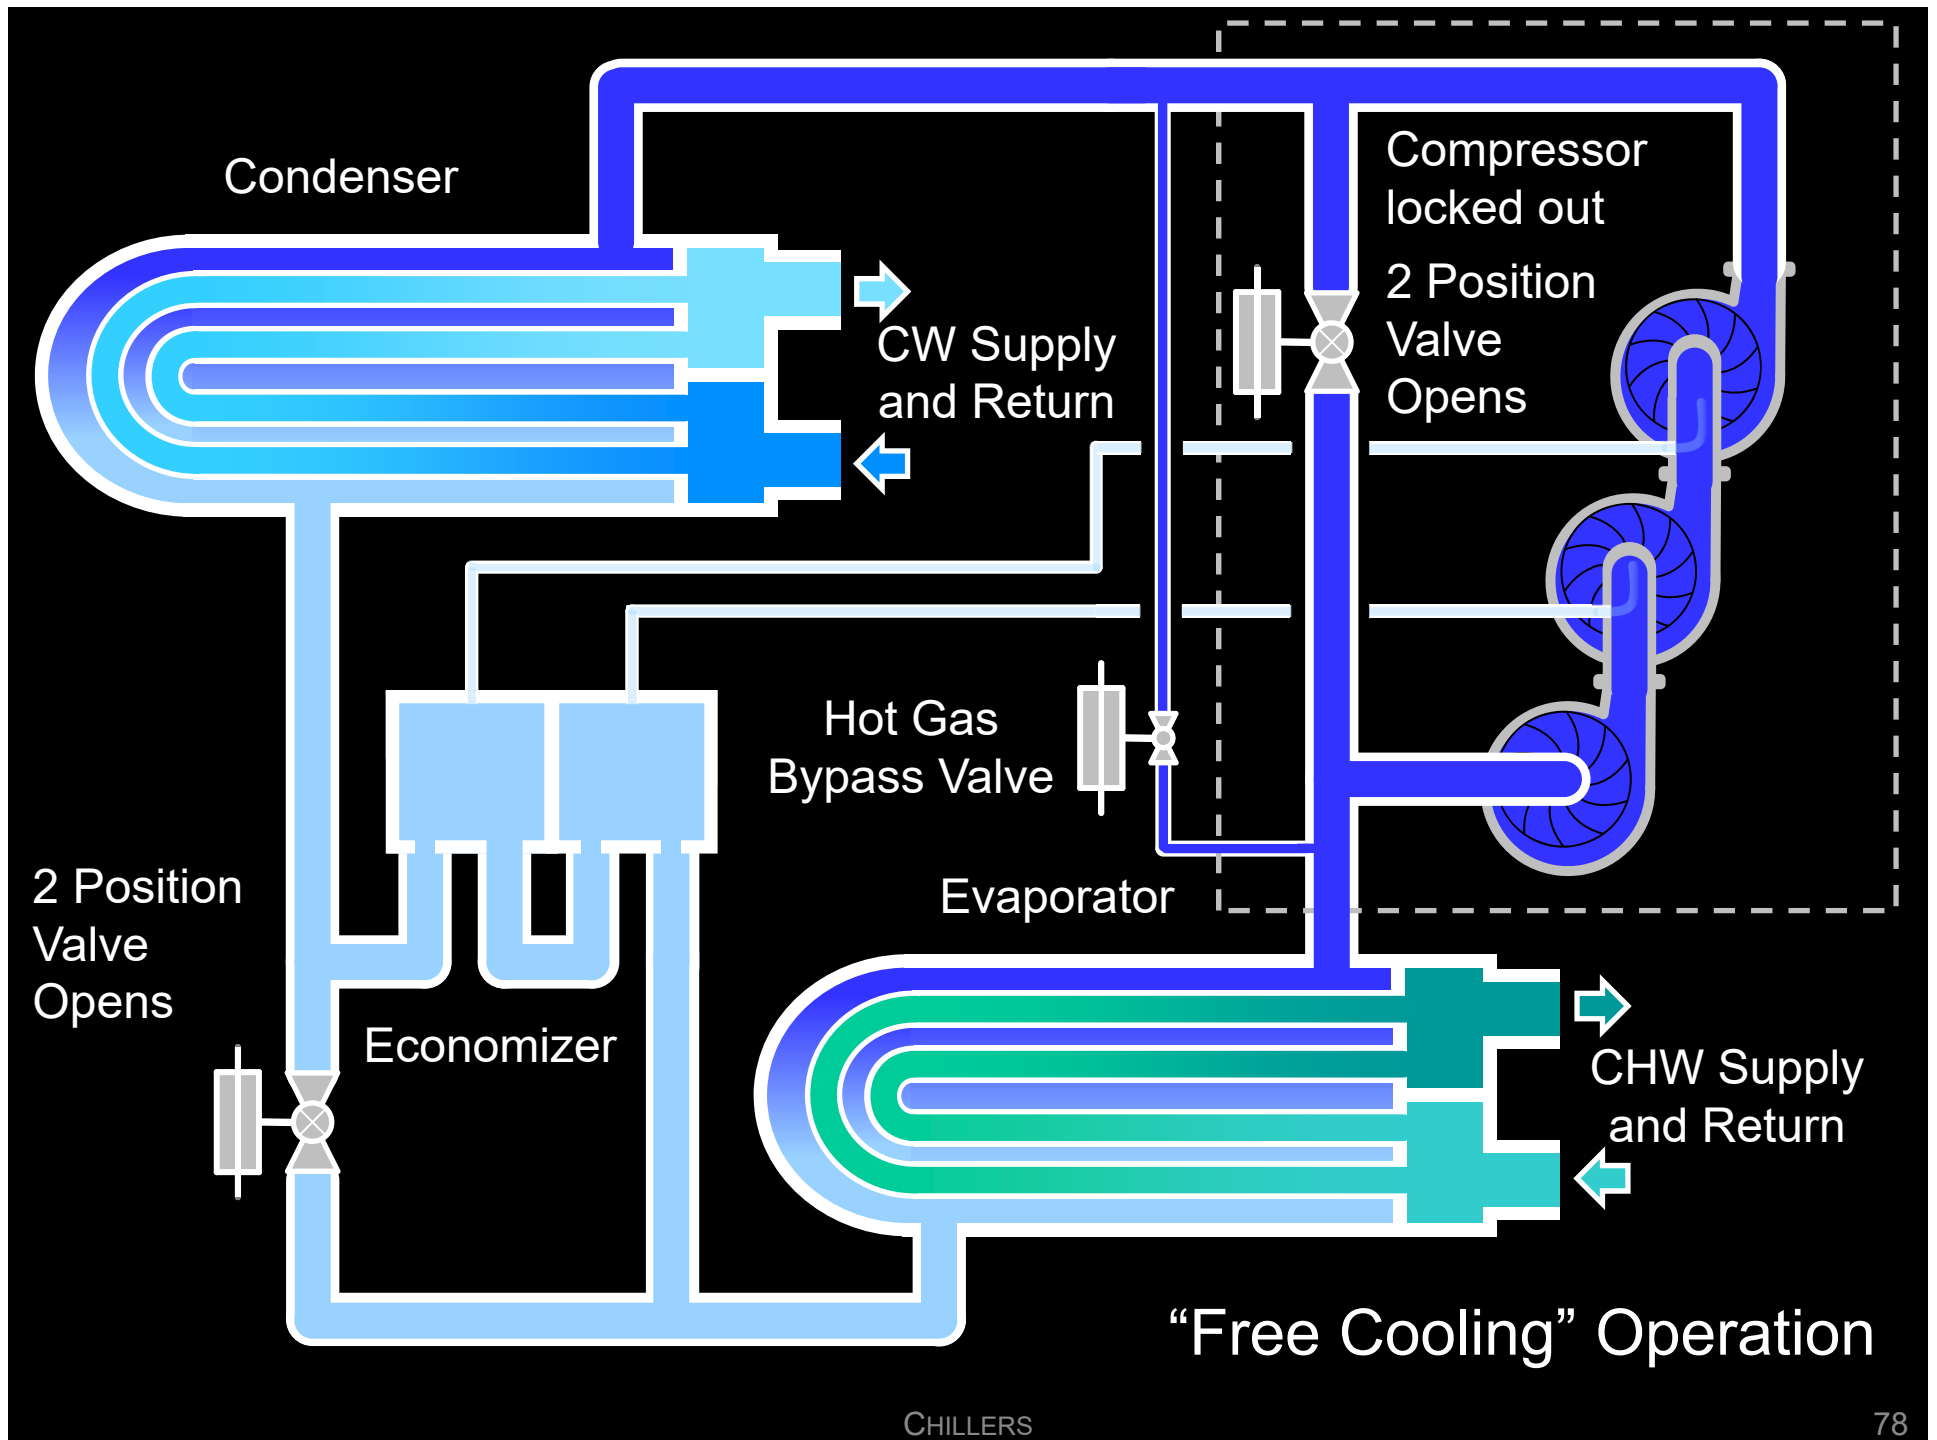 Condenser
Compressor
locked out
2 Position
Valve
Opens
CW Supply
and Return
Hot Gas
Bypass Valve
2 Position
Valve
Opens
Evaporator
Economizer
CHW Supply
and Return
“Free Cooling” Operation
CHILLERS
78